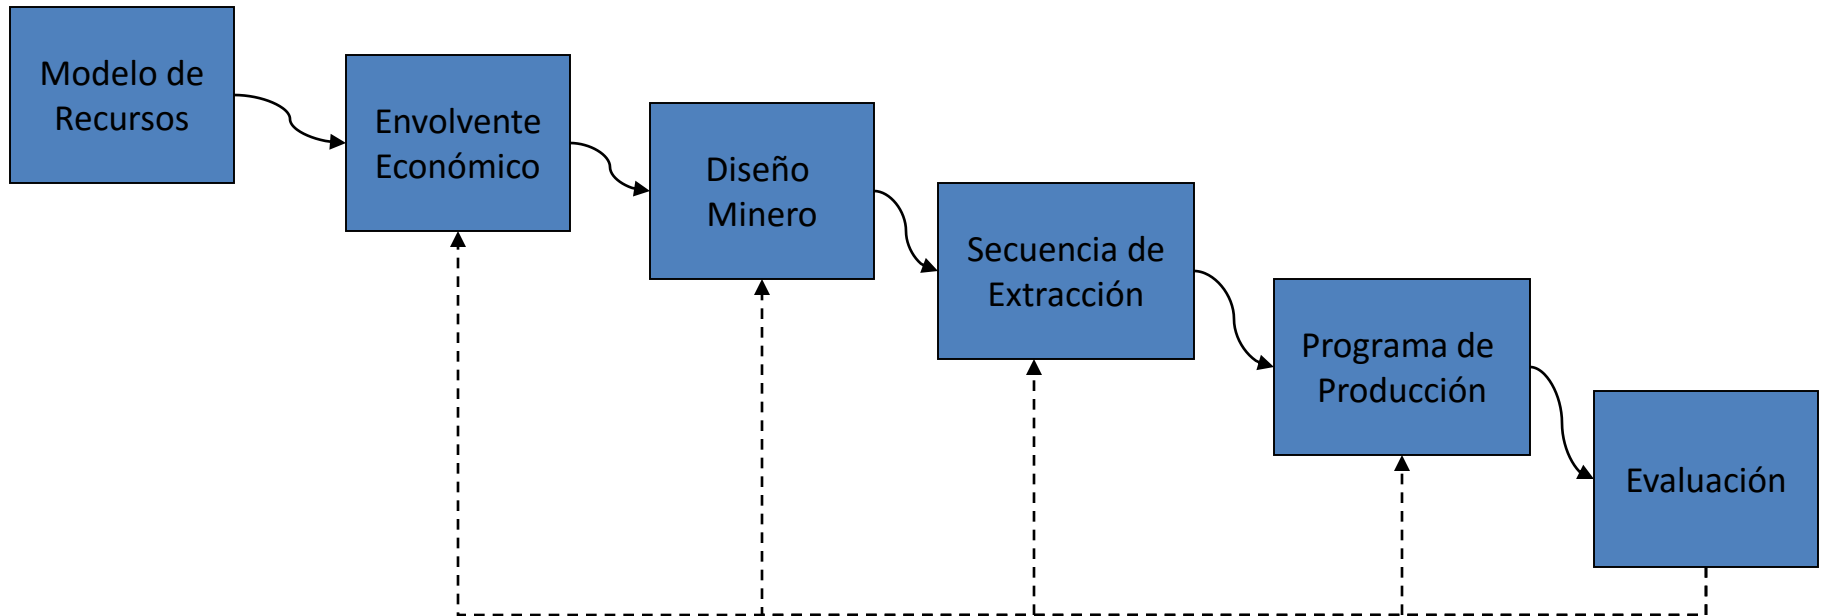 Modelo de
Recursos
Envolvente
Económico
Diseño
Minero
Secuencia de
Extracción
Programa de
Producción
Evaluación